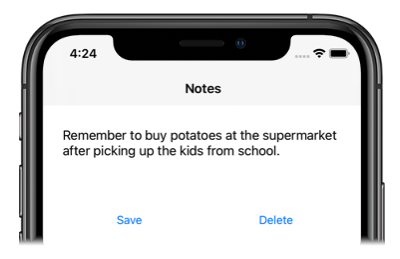 4:24
Notes
Remember to buy potatoes at the supermarket
after picking up the kids from school.
Save Delete